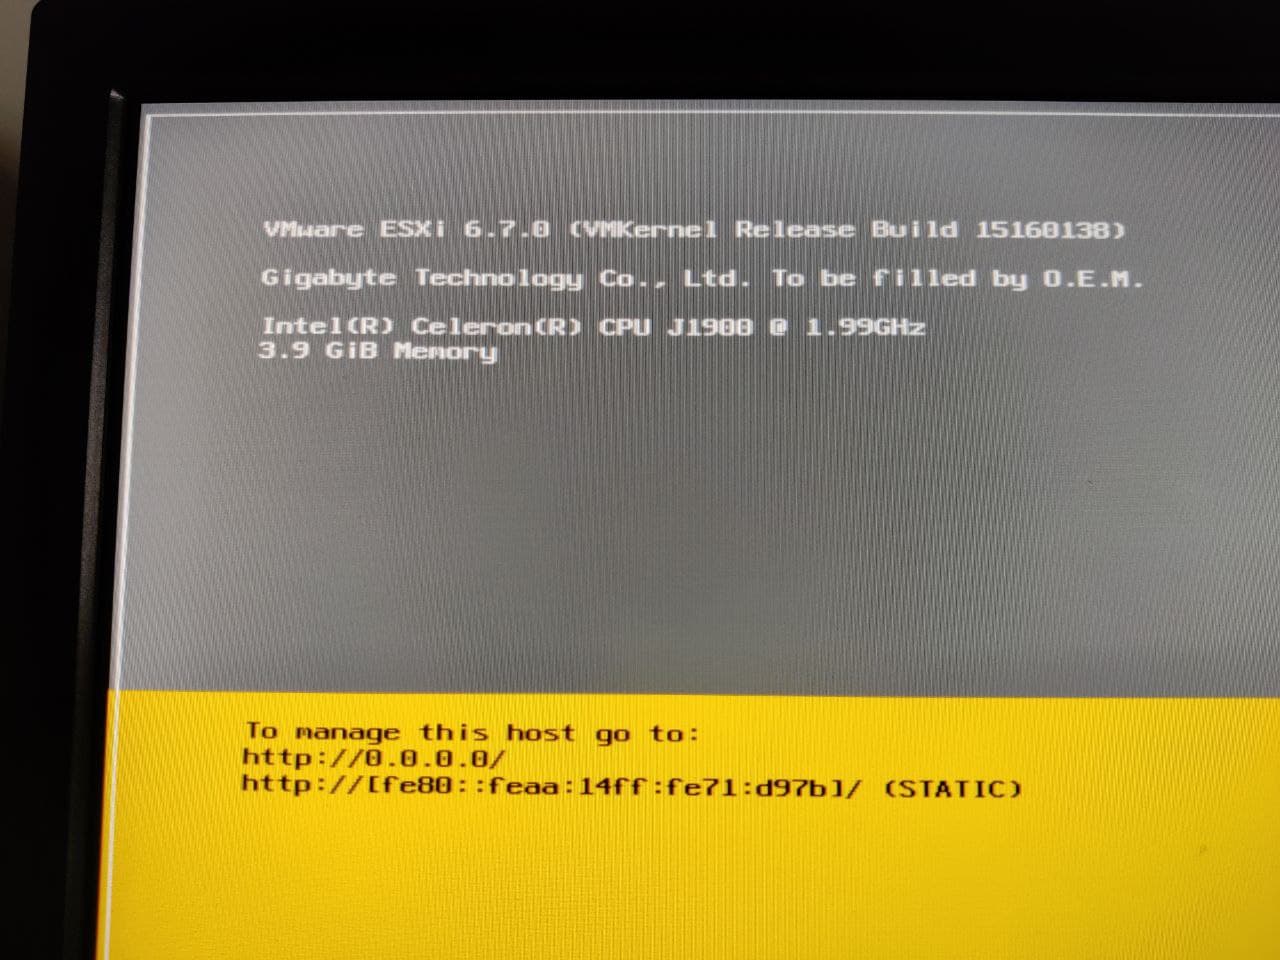 VMware ESXi 6.7.0 (VMKernel Release Build 15160138)
Gigabyte Technology Co., Ltd. To be filled by O.E.M.
Intel(R) Celeron(R) CPU J1900 @ 1.99GHz
3.9 GiB Memory
To manage this host go to:
http://0.0.0.0/
http://[fe80::feaa:14ff:fe71:d97b]/ (STATIC)